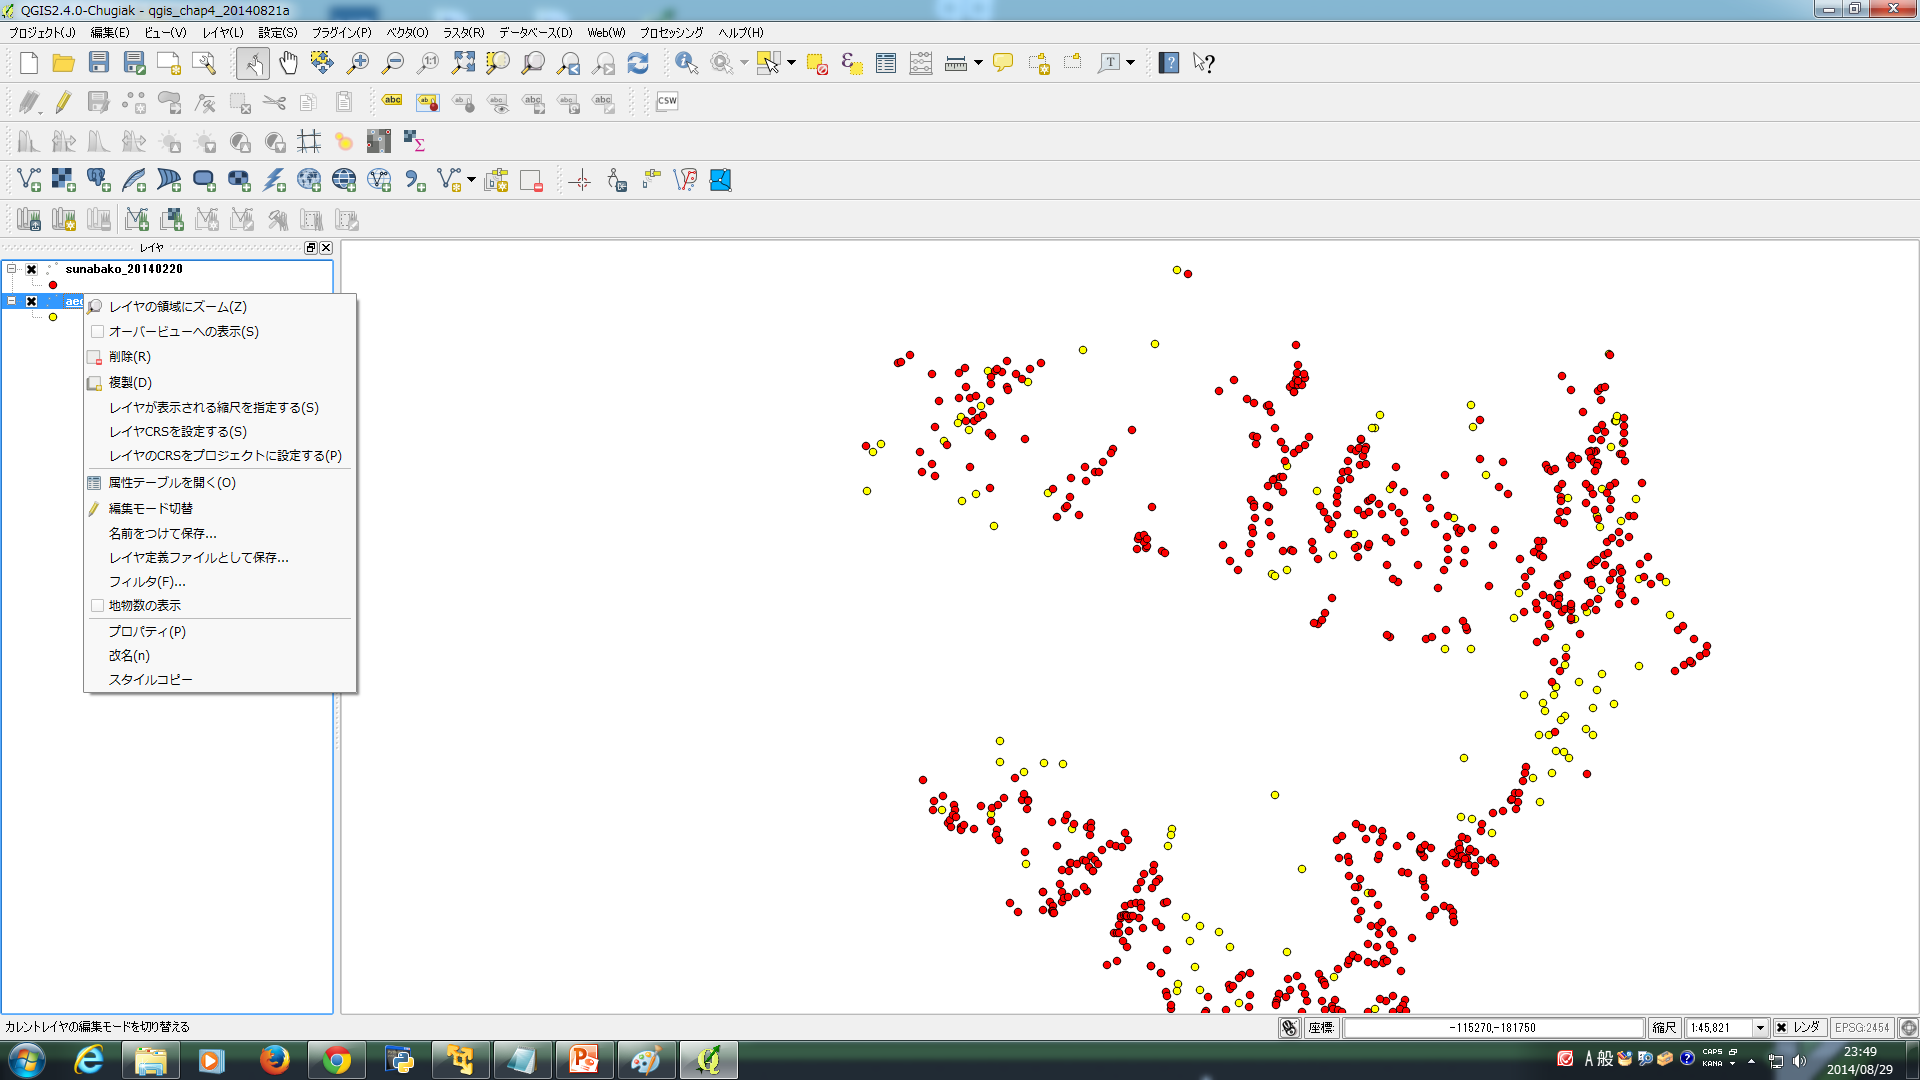 QGIS2.4.0-Chugiak - qgis_chap4_20140821a
プロジェクト(J) 編集(E) ビュー(V) レイヤ(L) 設定(S) プラグイン(P) ベクタ(O) ラスタ(R) データベース(D) Web(W) プロセッシング ヘルプ(H)
CSW
レイヤ
sunabako_20140220
レイヤの領域にズーム(Z)
オーバービューへの表示(S)
削除(R)
複製(D)
レイヤが表示される縮尺を指定する(S)
レイヤCRSを設定する(S)
レイヤのCRSをプロジェクトに設定する(P)
属性テーブルを開く(O)
編集モード切替
名前をつけて保存...
レイヤ定義ファイルとして保存...
フィルタ(F)...
地物数の表示
プロパティ(P)
改名(n)
スタイルコピー
カレントレイヤの編集モードを切り替える
座標: -115270,-181750 縮尺 1:45,821 レンダ EPSG:2454
A 般 CAPS KANA
23:49
2014/08/29